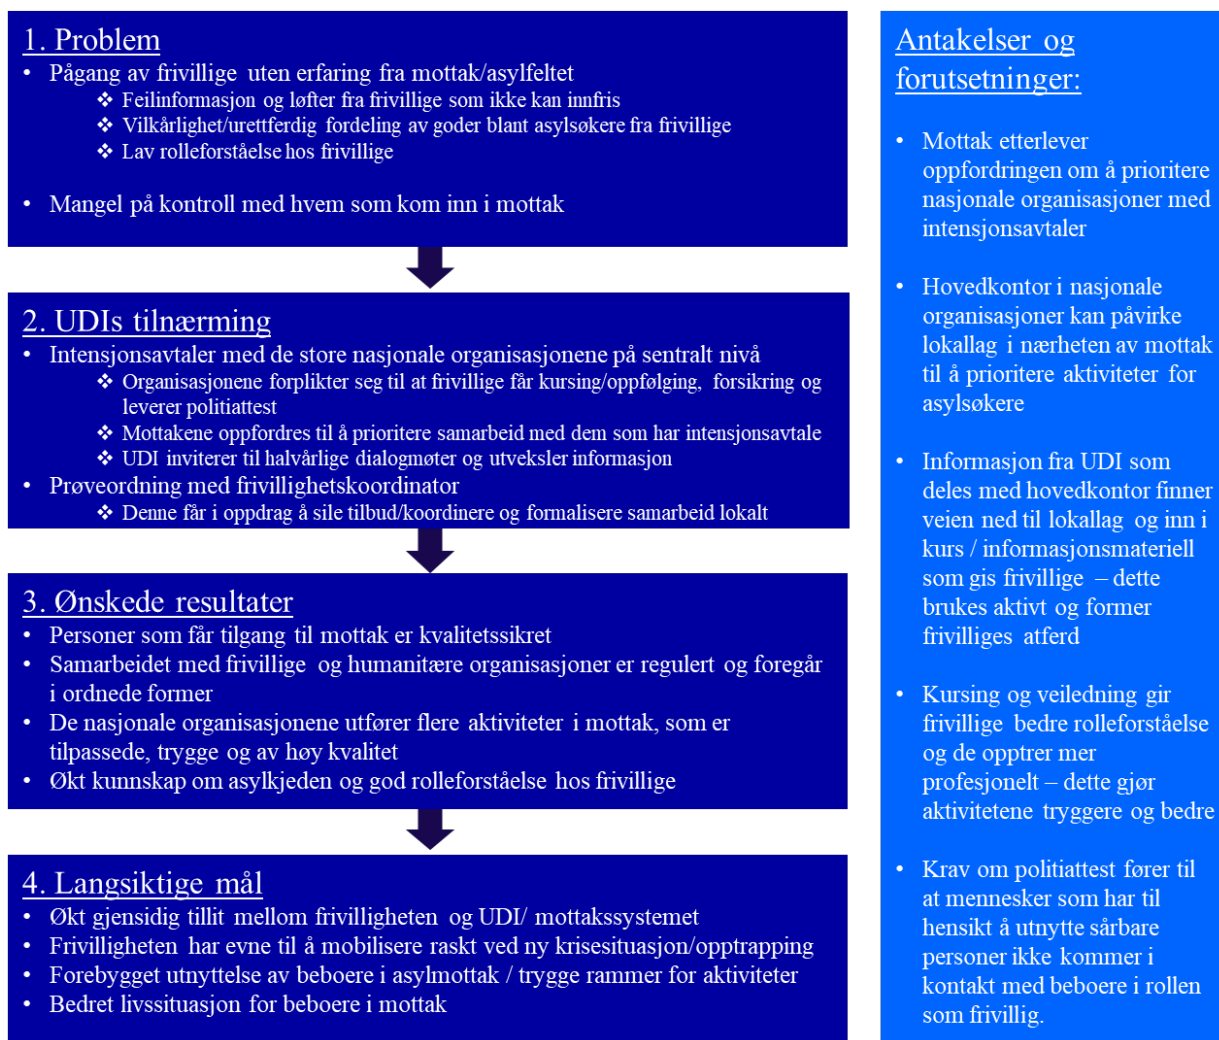 1. Problem
• Pågang av frivillige uten erfaring fra mottak/asylfeltet
❖ Feilinformasjon og løfter fra frivillige som ikke kan innfris
❖ Vilkårlighet/urettferdig fordeling av goder blant asylsøkere fra frivillige
❖ Lav rolleforståelse hos frivillige
• Mangel på kontroll med hvem som kom inn i mottak
2. UDIs tilnærming
• Intensjonsavtaler med de store nasjonale organisasjonene på sentralt nivå
❖ Organisasjonene forplikter seg til at frivillige får kursing/oppfølging, forsikring og
leverer politiattest
❖ Mottakene oppfordres til å prioritere samarbeid med dem som har intensjonsavtale
❖ UDI inviterer til halvårlige dialogmøter og utveksler informasjon
• Prøveordning med frivillighetskoordinator
❖ Denne får i oppdrag å sile tilbud/koordinere og formalisere samarbeid lokalt
3. Ønskede resultater
• Personer som får tilgang til mottak er kvalitetssikret
• Samarbeidet med frivillige og humanitære organisasjoner er regulert og foregår
i ordnede former
• De nasjonale organisasjonene utfører flere aktiviteter i mottak, som er
tilpassede, trygge og av høy kvalitet
• Økt kunnskap om asylkjeden og god rolleforståelse hos frivillige
4. Langsiktige mål
• Økt gjensidig tillit mellom frivilligheten og UDI/ mottakssystemet
• Frivilligheten har evne til å mobilisere raskt ved ny krisesituasjon/opptrapping
• Forebygget utnyttelse av beboere i asylmottak / trygge rammer for aktiviteter
• Bedret livssituasjon for beboere i mottak
Antakelser og
forutsetninger:
• Mottak etterlever
oppfordringen om å prioritere
nasjonale organisasjoner med
intensjonsavtaler
• Hovedkontor i nasjonale
organisasjoner kan påvirke
lokallag i nærheten av mottak
til å prioritere aktiviteter for
asylsøkere
• Informasjon fra UDI som
deles med hovedkontor finner
veien ned til lokallag og inn i
kurs / informasjonsmateriell
som gis frivillige – dette
brukes aktivt og former
frivilliges atferd
• Kursing og veiledning gir
frivillige bedre rolleforståelse
og de opptrer mer
profesjonelt – dette gjør
aktivitetene tryggere og bedre
• Krav om politiattest fører til
at mennesker som har til
hensikt å utnytte sårbare
personer ikke kommer i
kontakt med beboere i rollen
som frivillig.